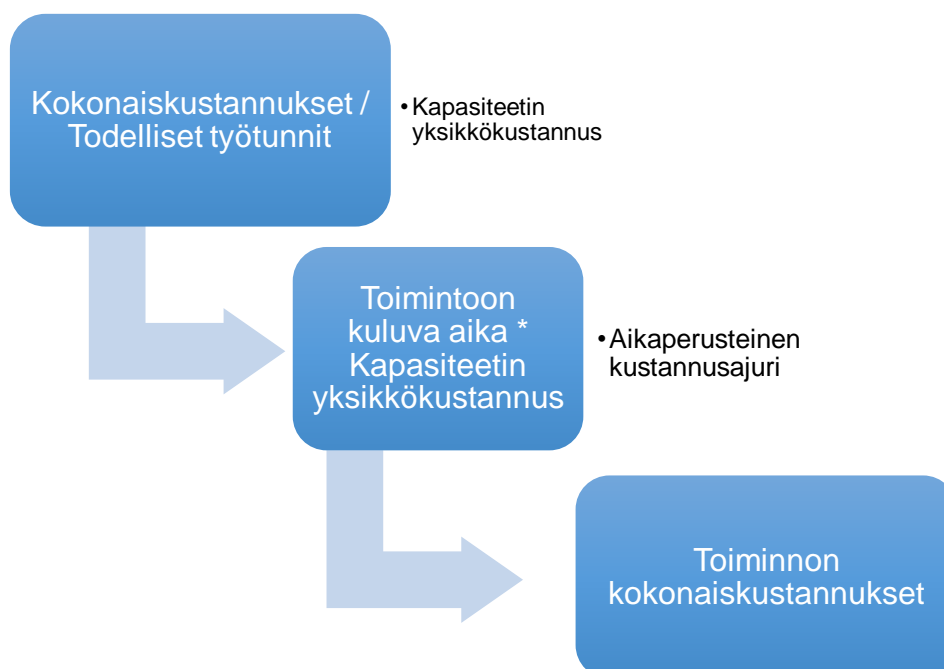 Kokonaiskustannukset /
Todelliset työtunnit
•Kapasiteetin
yksikkökustannus
Toimintoon
kuluva aika *
Kapasiteetin
yksikkökustannus
•Aikaperusteinen
kustannusajuri
Toiminnon
kokonaiskustannukset